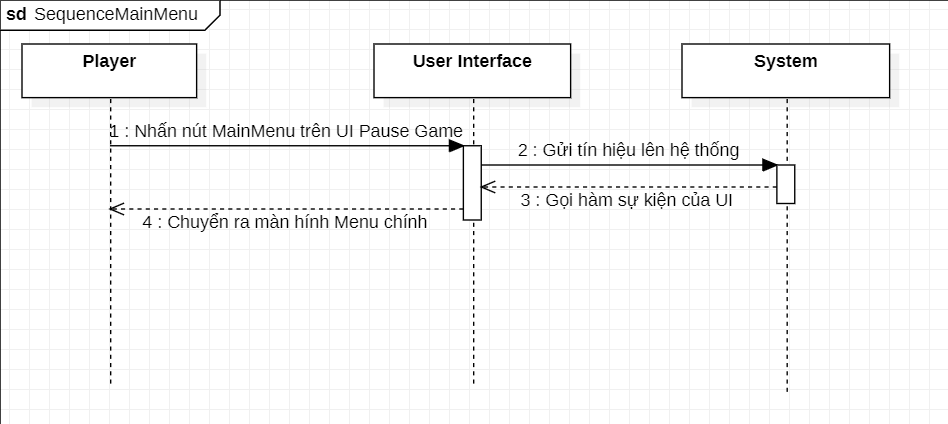 sd SequenceMainMenu
Player
User Interface
System
1 : Nhấn nút MainMenu trên UI Pause Game
2 : Gửi tín hiệu lên hệ thống
3 : Gọi hàm sự kiện của UI
4 : Chuyển ra màn hính Menu chính